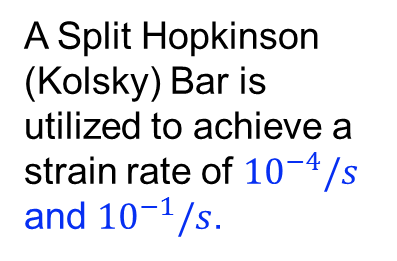 A Split Hopkinson
(Kolsky) Bar is
utilized to achieve a
strain rate of 10⁻⁴/s
and 10⁻¹/s.